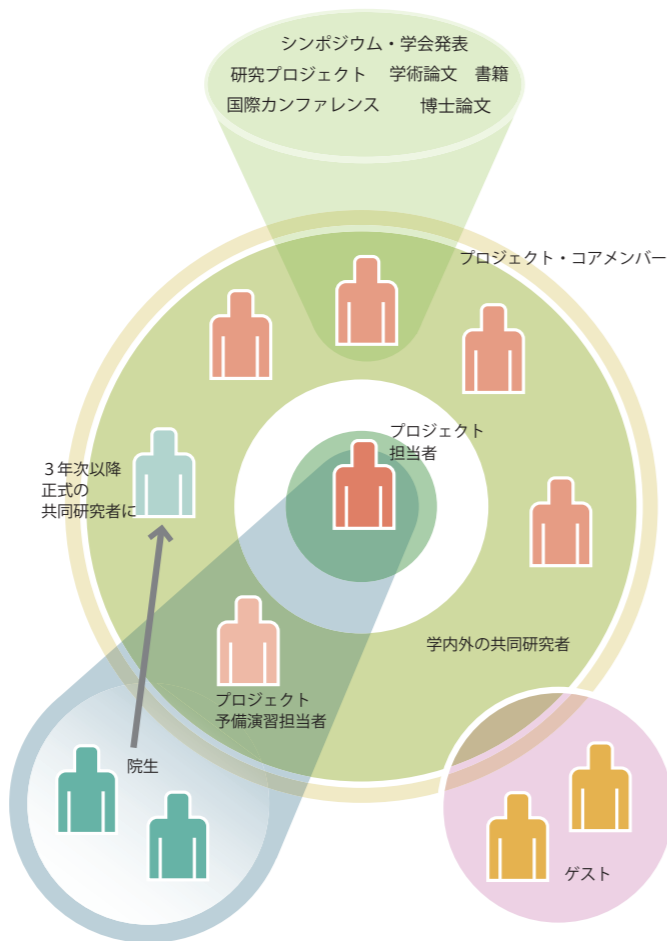 シンポジウム・学会発表
研究プロジェクト　学術論文　書籍
国際カンファレンス　博士論文
プロジェクト・コアメンバー
プロジェクト
担当者
３年次以降
正式の
共同研究者に
学内外の共同研究者
プロジェクト
予備演習担当者
院生
ゲスト